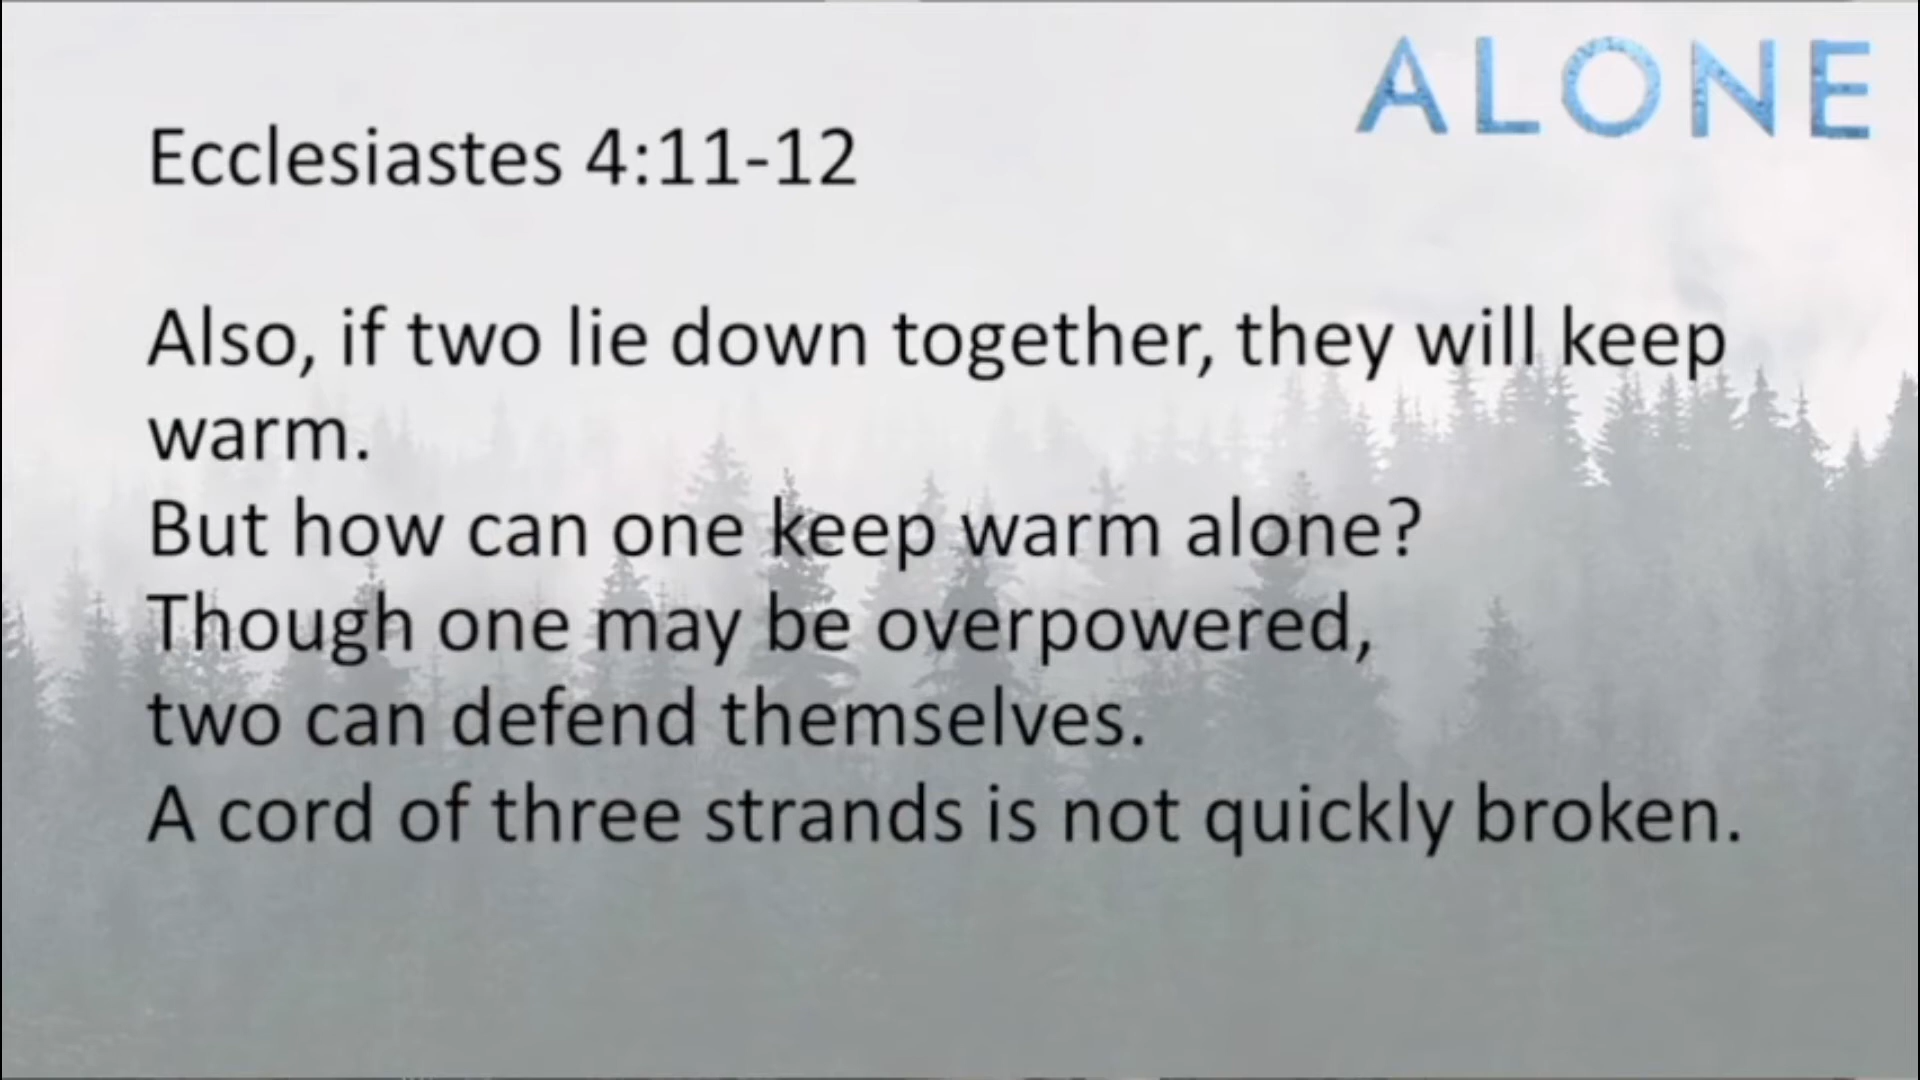 ALONE
Ecclesiastes 4:11-12
Also, if two lie down together, they will keep
warm.
But how can one keep warm alone?
Though one may be overpowered,
two can defend themselves.
A cord of three strands is not quickly broken.